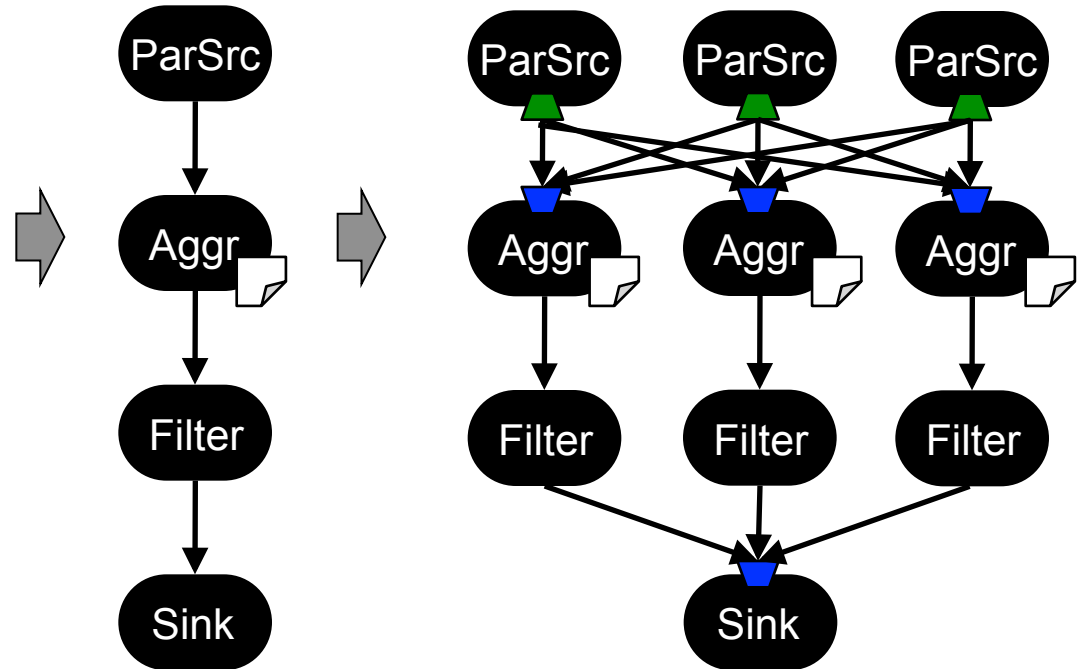 ParSrc
Aggr
Filter
Sink
ParSrc ParSrc ParSrc
Aggr Aggr Aggr
Filter Filter Filter
Sink